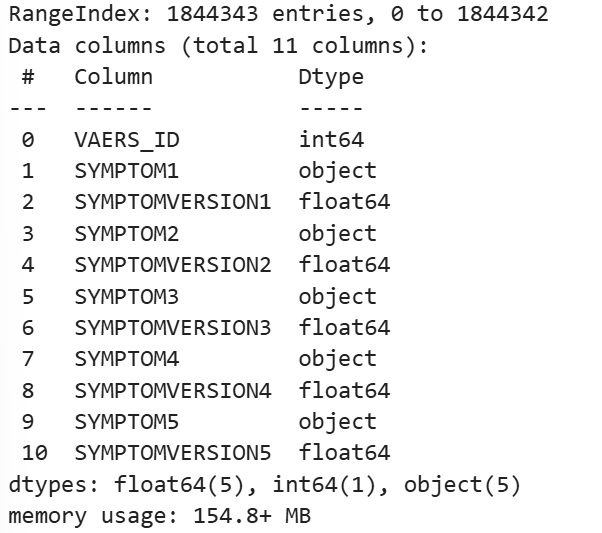 RangeIndex: 1844343 entries, 0 to 1844342
Data columns (total 11 columns):
 #   Column           Dtype
---  ------           -----
 0   VAERS_ID         int64
 1   SYMPTOM1         object
 2   SYMPTOMVERSION1  float64
 3   SYMPTOM2         object
 4   SYMPTOMVERSION2  float64
 5   SYMPTOM3         object
 6   SYMPTOMVERSION3  float64
 7   SYMPTOM4         object
 8   SYMPTOMVERSION4  float64
 9   SYMPTOM5         object
 10  SYMPTOMVERSION5  float64
dtypes: float64(5), int64(1), object(5)
memory usage: 154.8+ MB